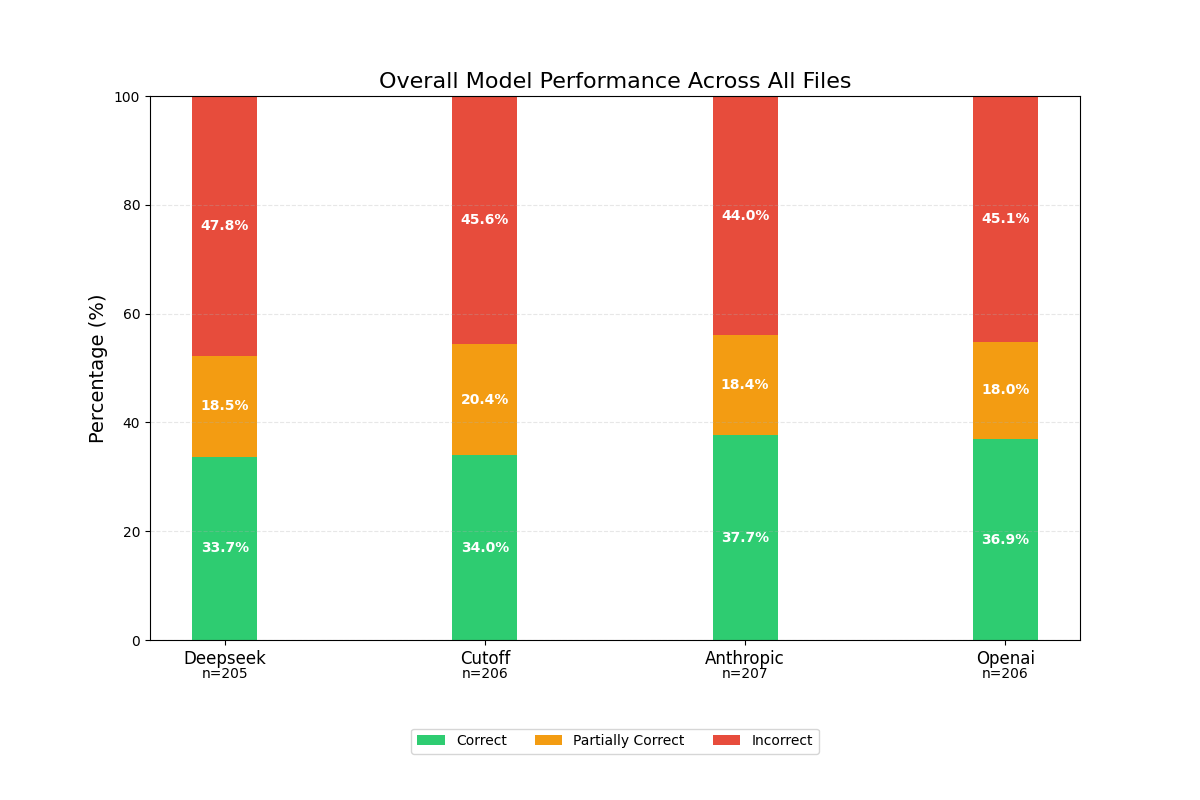 Overall Model Performance Across All Files
Percentage (%)
100
80
60
40
20
0
47.8%
45.6%
44.0%
45.1%
18.5%
20.4%
18.4%
18.0%
33.7%
34.0%
37.7%
36.9%
Deepseek
n=205
Cutoff
n=206
Anthropic
n=207
Openai
n=206
Correct
Partially Correct
Incorrect